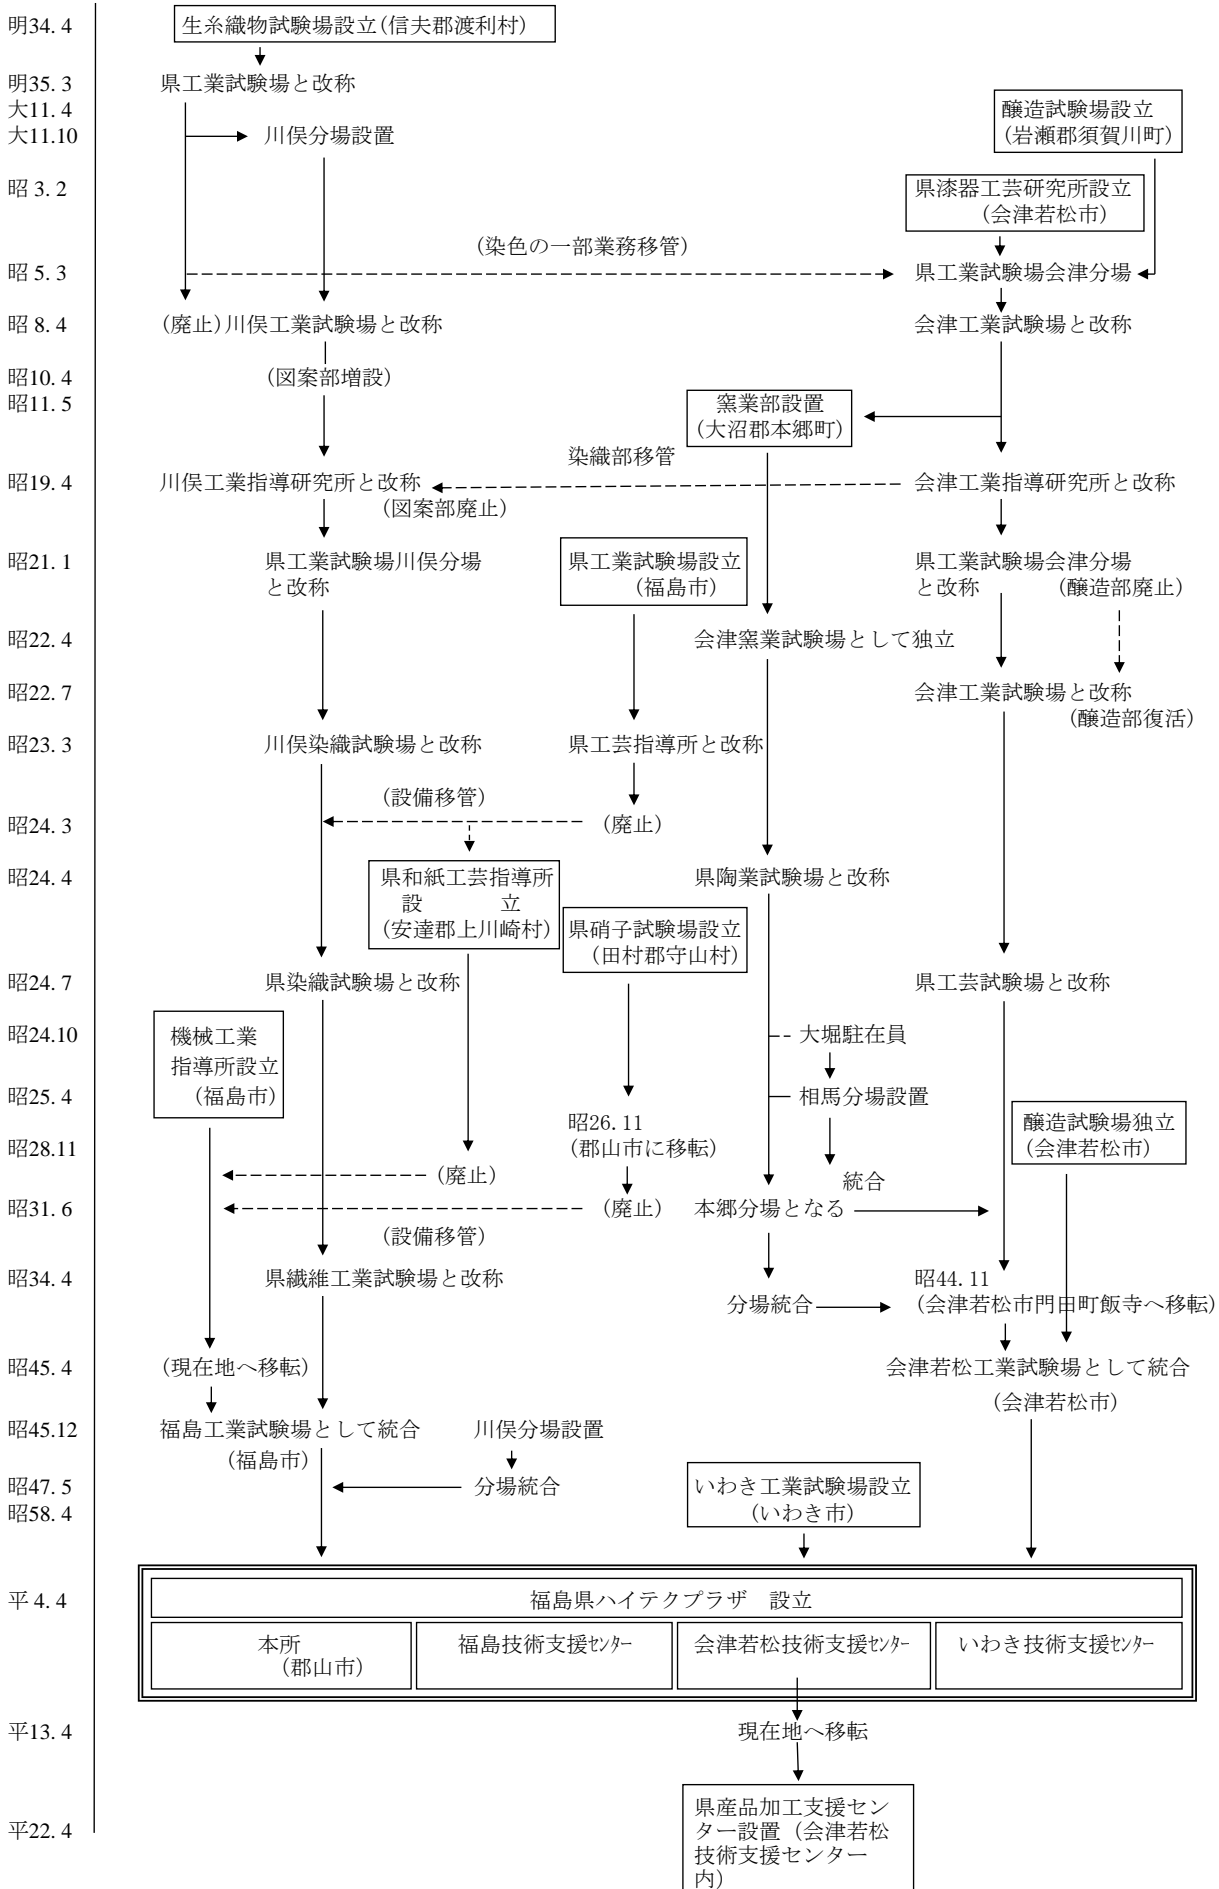 明34. 4
生糸織物試験場設立(信夫郡渡利村)
明35. 3
県工業試験場と改称
大11. 4
醸造試験場設立
大11.10
川俣分場設置
(岩瀬郡須賀川町)
昭 3. 2
県漆器工芸研究所設立
(会津若松市)
(染色の一部業務移管)
昭 5. 3
県工業試験場会津分場
昭 8. 4
(廃止)川俣工業試験場と改称
会津工業試験場と改称
昭10. 4
(図案部増設)
昭11. 5
窯業部設置
(大沼郡本郷町)
染織部移管
昭19. 4
川俣工業指導研究所と改称
会津工業指導研究所と改称
(図案部廃止)
昭21. 1
県工業試験場川俣分場
と改称
県工業試験場設立
(福島市)
県工業試験場会津分場
と改称
(醸造部廃止)
昭22. 4
会津窯業試験場として独立
昭22. 7
会津工業試験場と改称
(醸造部復活)
昭23. 3
川俣染織試験場と改称
県工芸指導所と改称
(設備移管)
昭24. 3
(廃止)
昭24. 4
県和紙工芸指導所
設 立
(安達郡上川崎村)
県陶業試験場と改称
県硝子試験場設立
(田村郡守山村)
昭24. 7
県染織試験場と改称
県工芸試験場と改称
昭24.10
機械工業
指導所設立
(福島市)
大堀駐在員
昭25. 4
相馬分場設置
昭26.11
(郡山市に移転)
醸造試験場独立
(会津若松市)
昭28.11
(廃止)
統合
昭31. 6
(廃止)
本郷分場となる
(設備移管)
昭34. 4
県繊維工業試験場と改称
昭44.11
分場統合
(会津若松市門田町飯寺へ移転)
昭45. 4
(現在地へ移転)
会津若松工業試験場として統合
(会津若松市)
昭45.12
福島工業試験場として統合
(福島市)
川俣分場設置
昭47. 5
分場統合
いわき工業試験場設立
昭58. 4
(いわき市)
平 4. 4
福島県ハイテクプラザ 設立
本所
(郡山市)
福島技術支援ｾﾝﾀｰ
会津若松技術支援ｾﾝﾀｰ
いわき技術支援ｾﾝﾀｰ
平13. 4
現在地へ移転
平22. 4
県産品加工支援セン
ター設置（会津若松
技術支援センター
内）